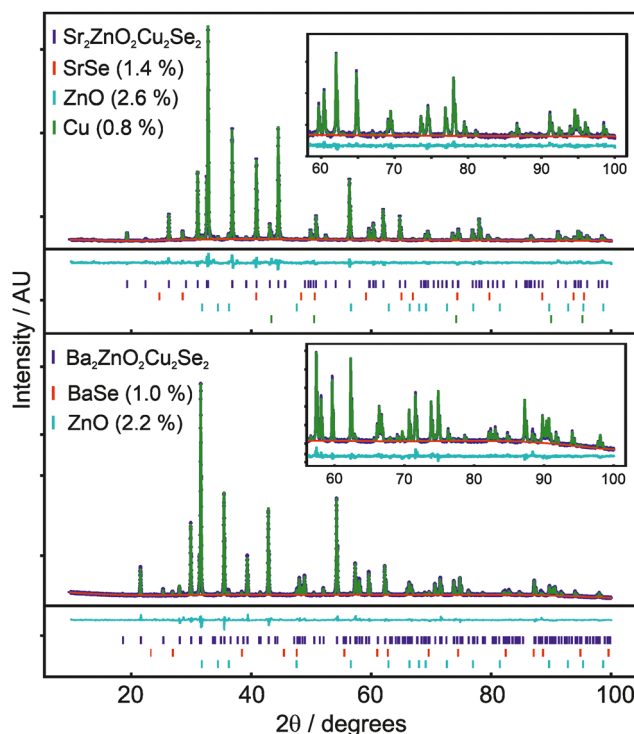 Sr₂ZnO₂Cu₂Se₂
SrSe (1.4 %)
ZnO (2.6 %)
Cu (0.8 %)
60 70 80 90 100
Intensity / AU
Ba₂ZnO₂Cu₂Se₂
BaSe (1.0 %)
ZnO (2.2 %)
60 70 80 90 100
20 40 60 80 100
2θ / degrees